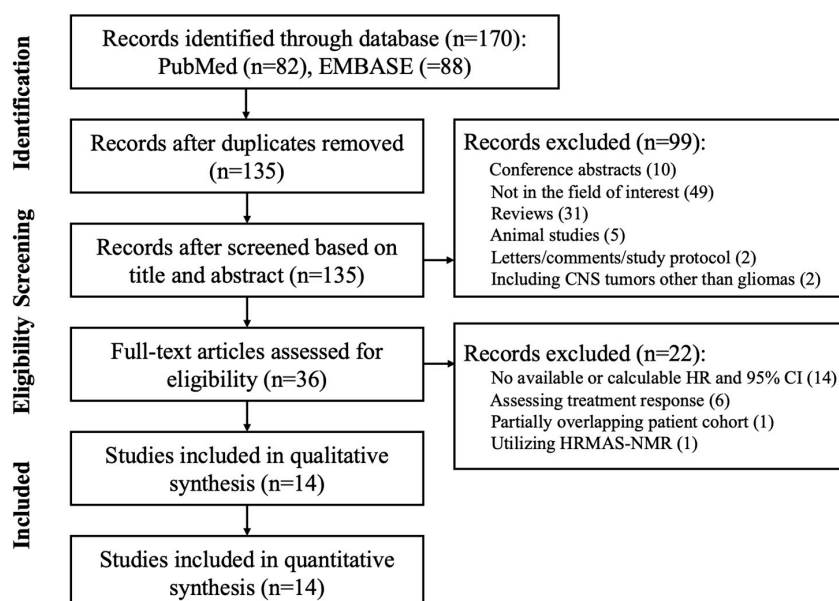 Identification
Records identified through database (n=170):
PubMed (n=82), EMBASE (=88)
Records after duplicates removed
(n=135)
Records excluded (n=99):
Conference abstracts (10)
Not in the field of interest (49)
Reviews (31)
Animal studies (5)
Letters/comments/study protocol (2)
Including CNS tumors other than gliomas (2)
Screening
Records after screened based on
title and abstract (n=135)
Eligibility
Full-text articles assessed for
eligibility (n=36)
Records excluded (n=22):
No available or calculable HR and 95% CI (14)
Assessing treatment response (6)
Partially overlapping patient cohort (1)
Utilizing HRMAS-NMR (1)
Included
Studies included in qualitative
synthesis (n=14)
Studies included in quantitative
synthesis (n=14)